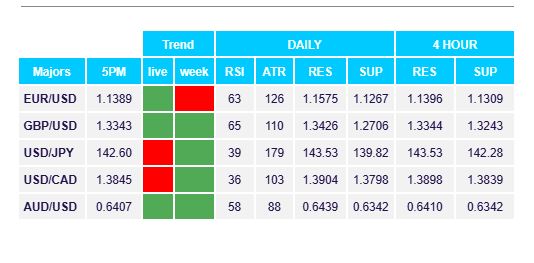 Trend DAILY 4 HOUR
Majors 5PM live week RSI ATR RES SUP RES SUP
EUR/USD 1.1389 63 126 1.1575 1.1267 1.1396 1.1309
GBP/USD 1.3343 65 110 1.3426 1.2706 1.3344 1.3243
USD/JPY 142.60 39 179 143.53 139.82 143.53 142.28
USD/CAD 1.3845 36 103 1.3904 1.3798 1.3898 1.3839
AUD/USD 0.6407 58 88 0.6439 0.6342 0.6410 0.6342